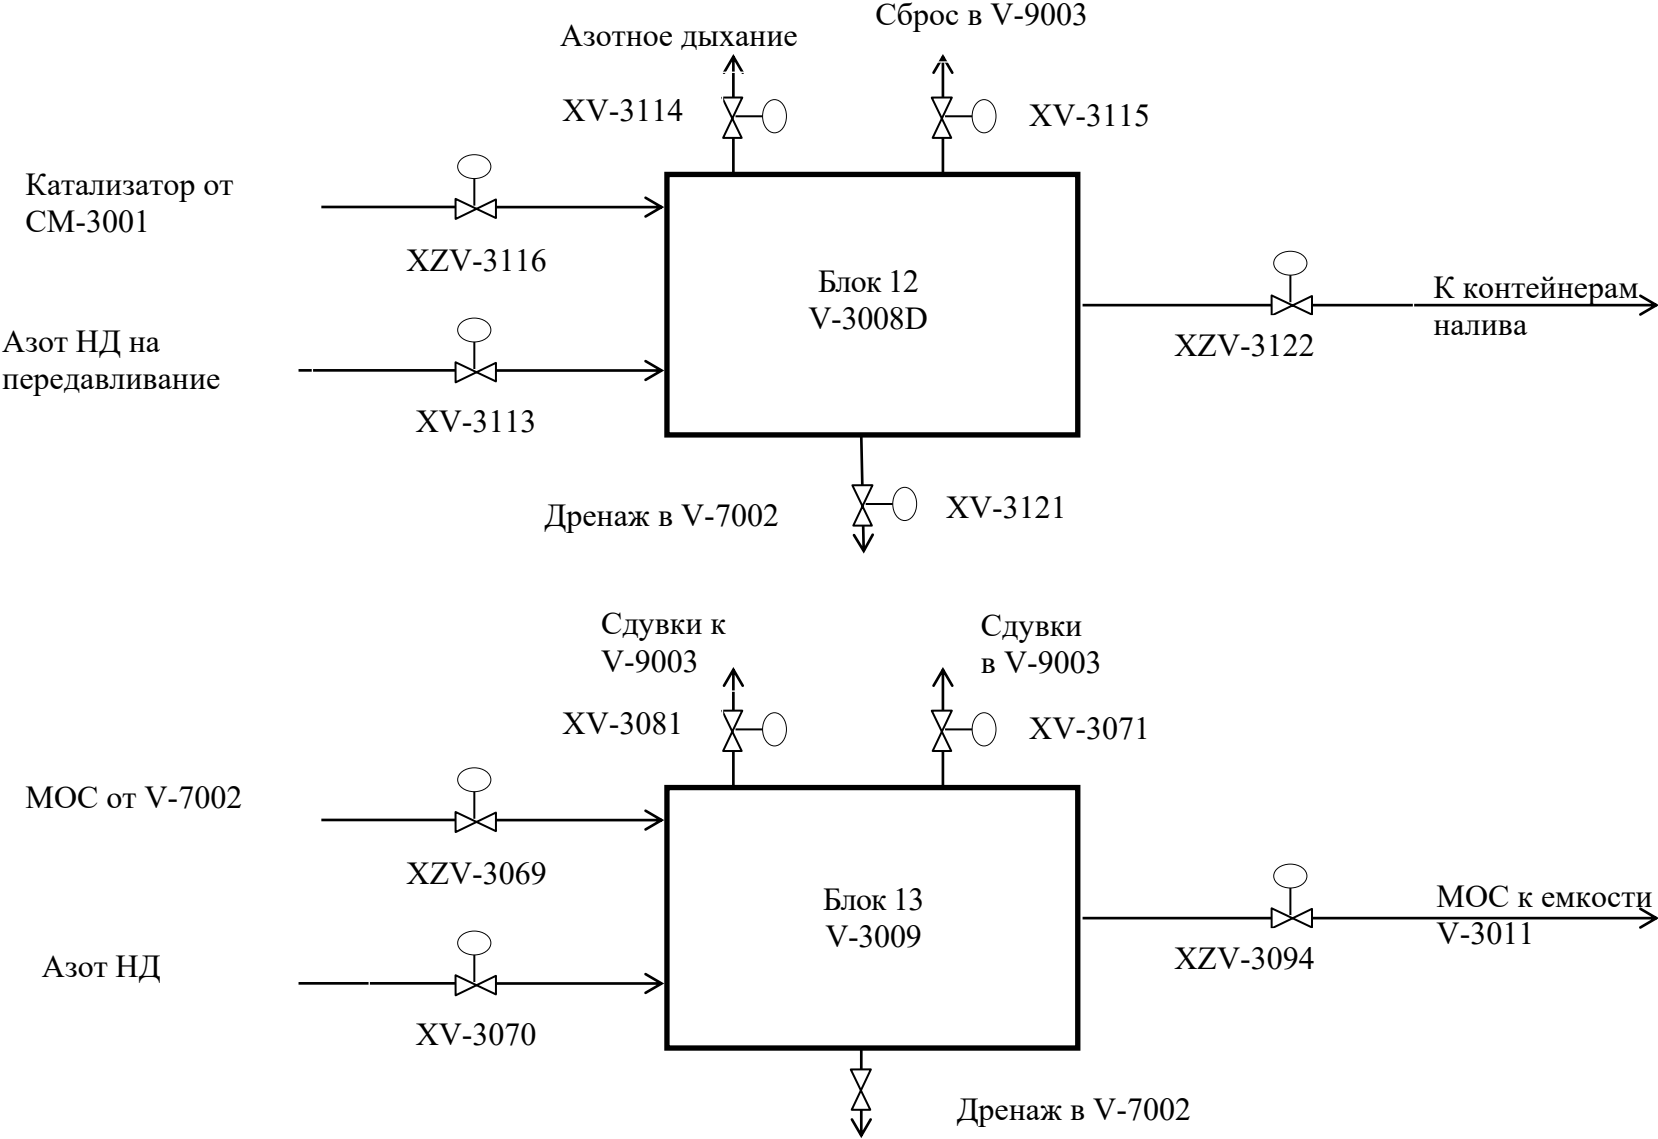 Сброс в V-9003
Азотное дыхание
XV-3114
XV-3115
Катализатор от
СМ-3001
XZV-3116
Блок 12
V-3008D
К контейнерам
налива
XZV-3122
Азот НД на
передавливание
XV-3113
Дренаж в V-7002
XV-3121
Сдувки к
V-9003
Сдувки
в V-9003
XV-3081
XV-3071
МОС от V-7002
XZV-3069
Блок 13
V-3009
МОС к емкости
V-3011
XZV-3094
Азот НД
XV-3070
Дренаж в V-7002